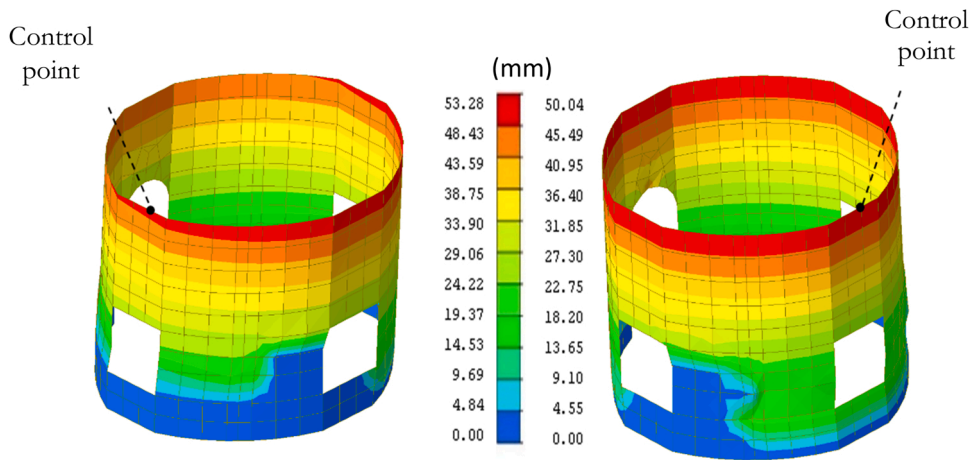 Control
point
(mm)
Control
point
53.28 50.04
48.43 45.49
43.59 40.95
38.75 36.40
33.90 31.85
29.06 27.30
24.22 22.75
19.37 18.20
14.53 13.65
9.69 9.10
4.84 4.55
0.00 0.00